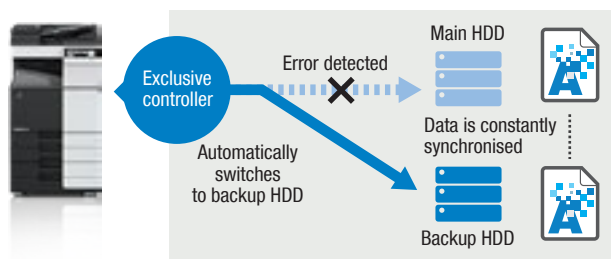 Main HDD
Error detected
Exclusive
controller
Data is constantly
synchronised
Automatically
switches
to backup HDD
Backup HDD
A
A